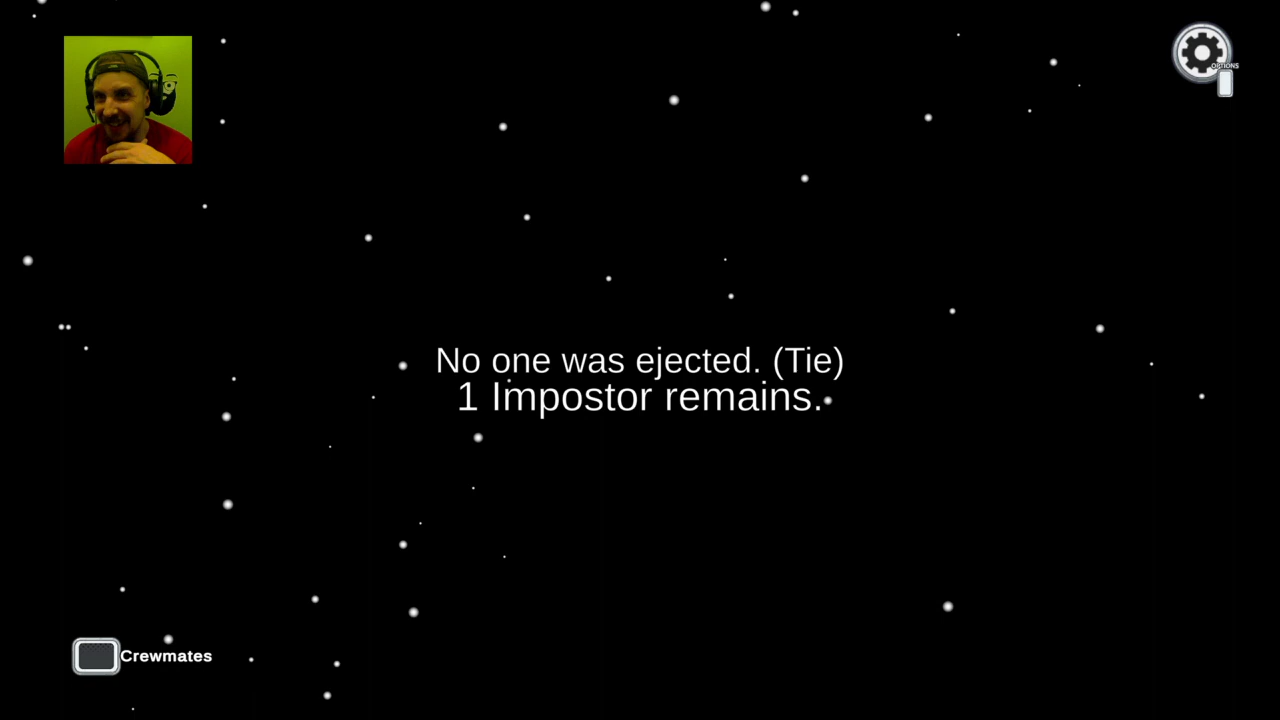 OPTIONS
No one was ejected. (Tie)
1 Impostor remains.
Crewmates